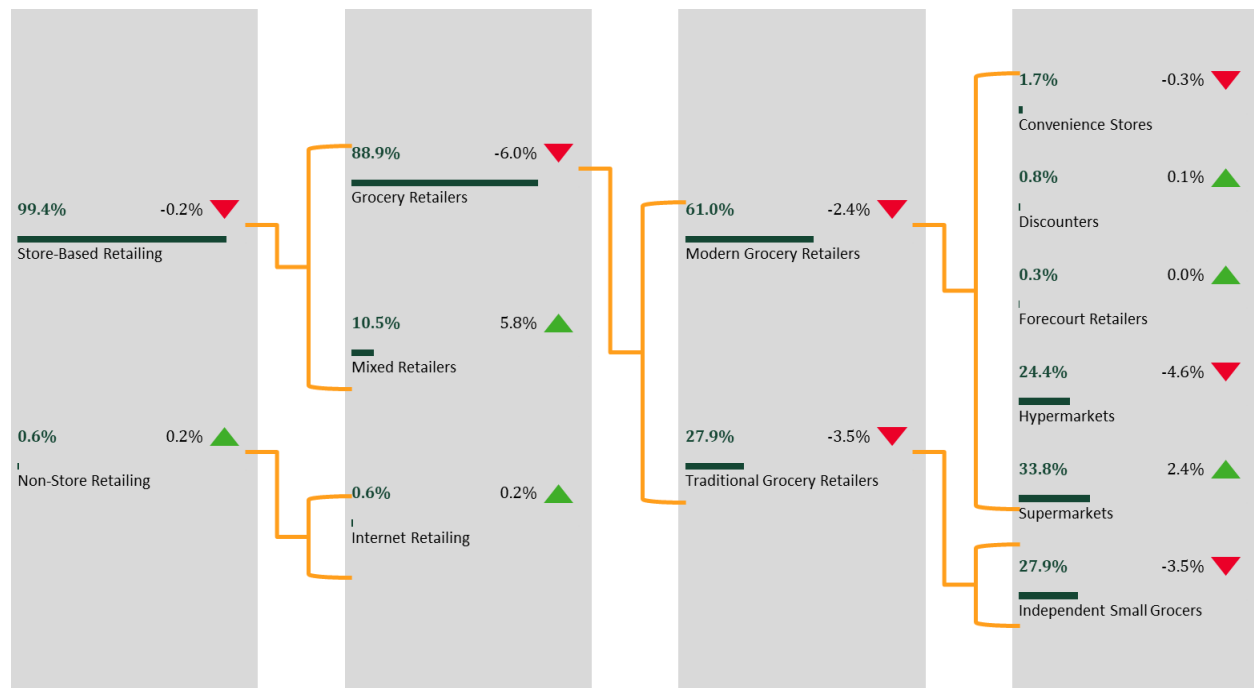 99.4% -0.2%
Store-Based Retailing
0.6% 0.2%
Non-Store Retailing
88.9% -6.0%
Grocery Retailers
10.5% 5.8%
Mixed Retailers
0.6% 0.2%
Internet Retailing
61.0% -2.4%
Modern Grocery Retailers
27.9% -3.5%
Traditional Grocery Retailers
1.7% -0.3%
Convenience Stores
0.8% 0.1%
Discounters
0.3% 0.0%
Forecourt Retailers
24.4% -4.6%
Hypermarkets
33.8% 2.4%
Supermarkets
27.9% -3.5%
Independent Small Grocers